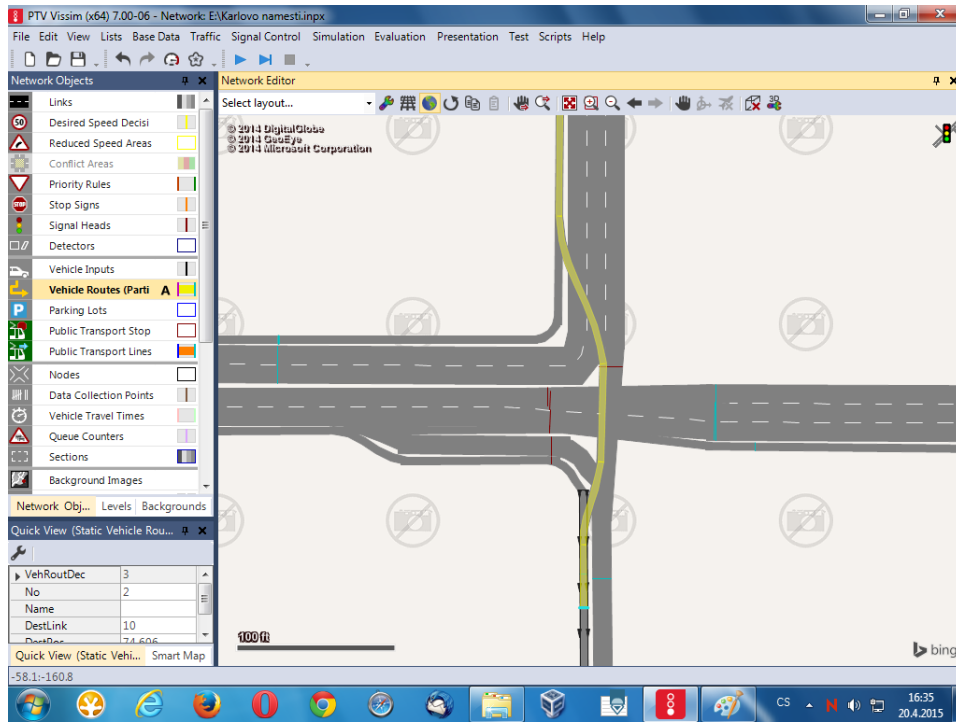 PTV Vissim (x64) 7.00-06 - Network: E:\Karlovo namesti.inpx
File Edit View Lists Base Data Traffic Signal Control Simulation Evaluation Presentation Test Scripts Help
Network Objects
Network Editor
Select layout...
Links
50 Desired Speed Decisi
Reduced Speed Areas
Conflict Areas
Priority Rules
STOP Stop Signs
Signal Heads
Detectors
Vehicle Inputs
Vehicle Routes (Parti A
P Parking Lots
Public Transport Stop
Public Transport Lines
Nodes
Data Collection Points
Vehicle Travel Times
Queue Counters
Sections
Background Images
Network Obj... Levels Backgrounds
Quick View (Static Vehicle Rou...
VehRoutDec 3
No 2
Name
DestLink 10
DestPos 74.606
Quick View (Static Vehi... Smart Map
© 2014 DigitalGlobe
© 2014 GeoEye
© 2014 Microsoft Corporation
3D
100 ft
bing
-58.1:-160.8
CS
N
16:35
20.4.2015